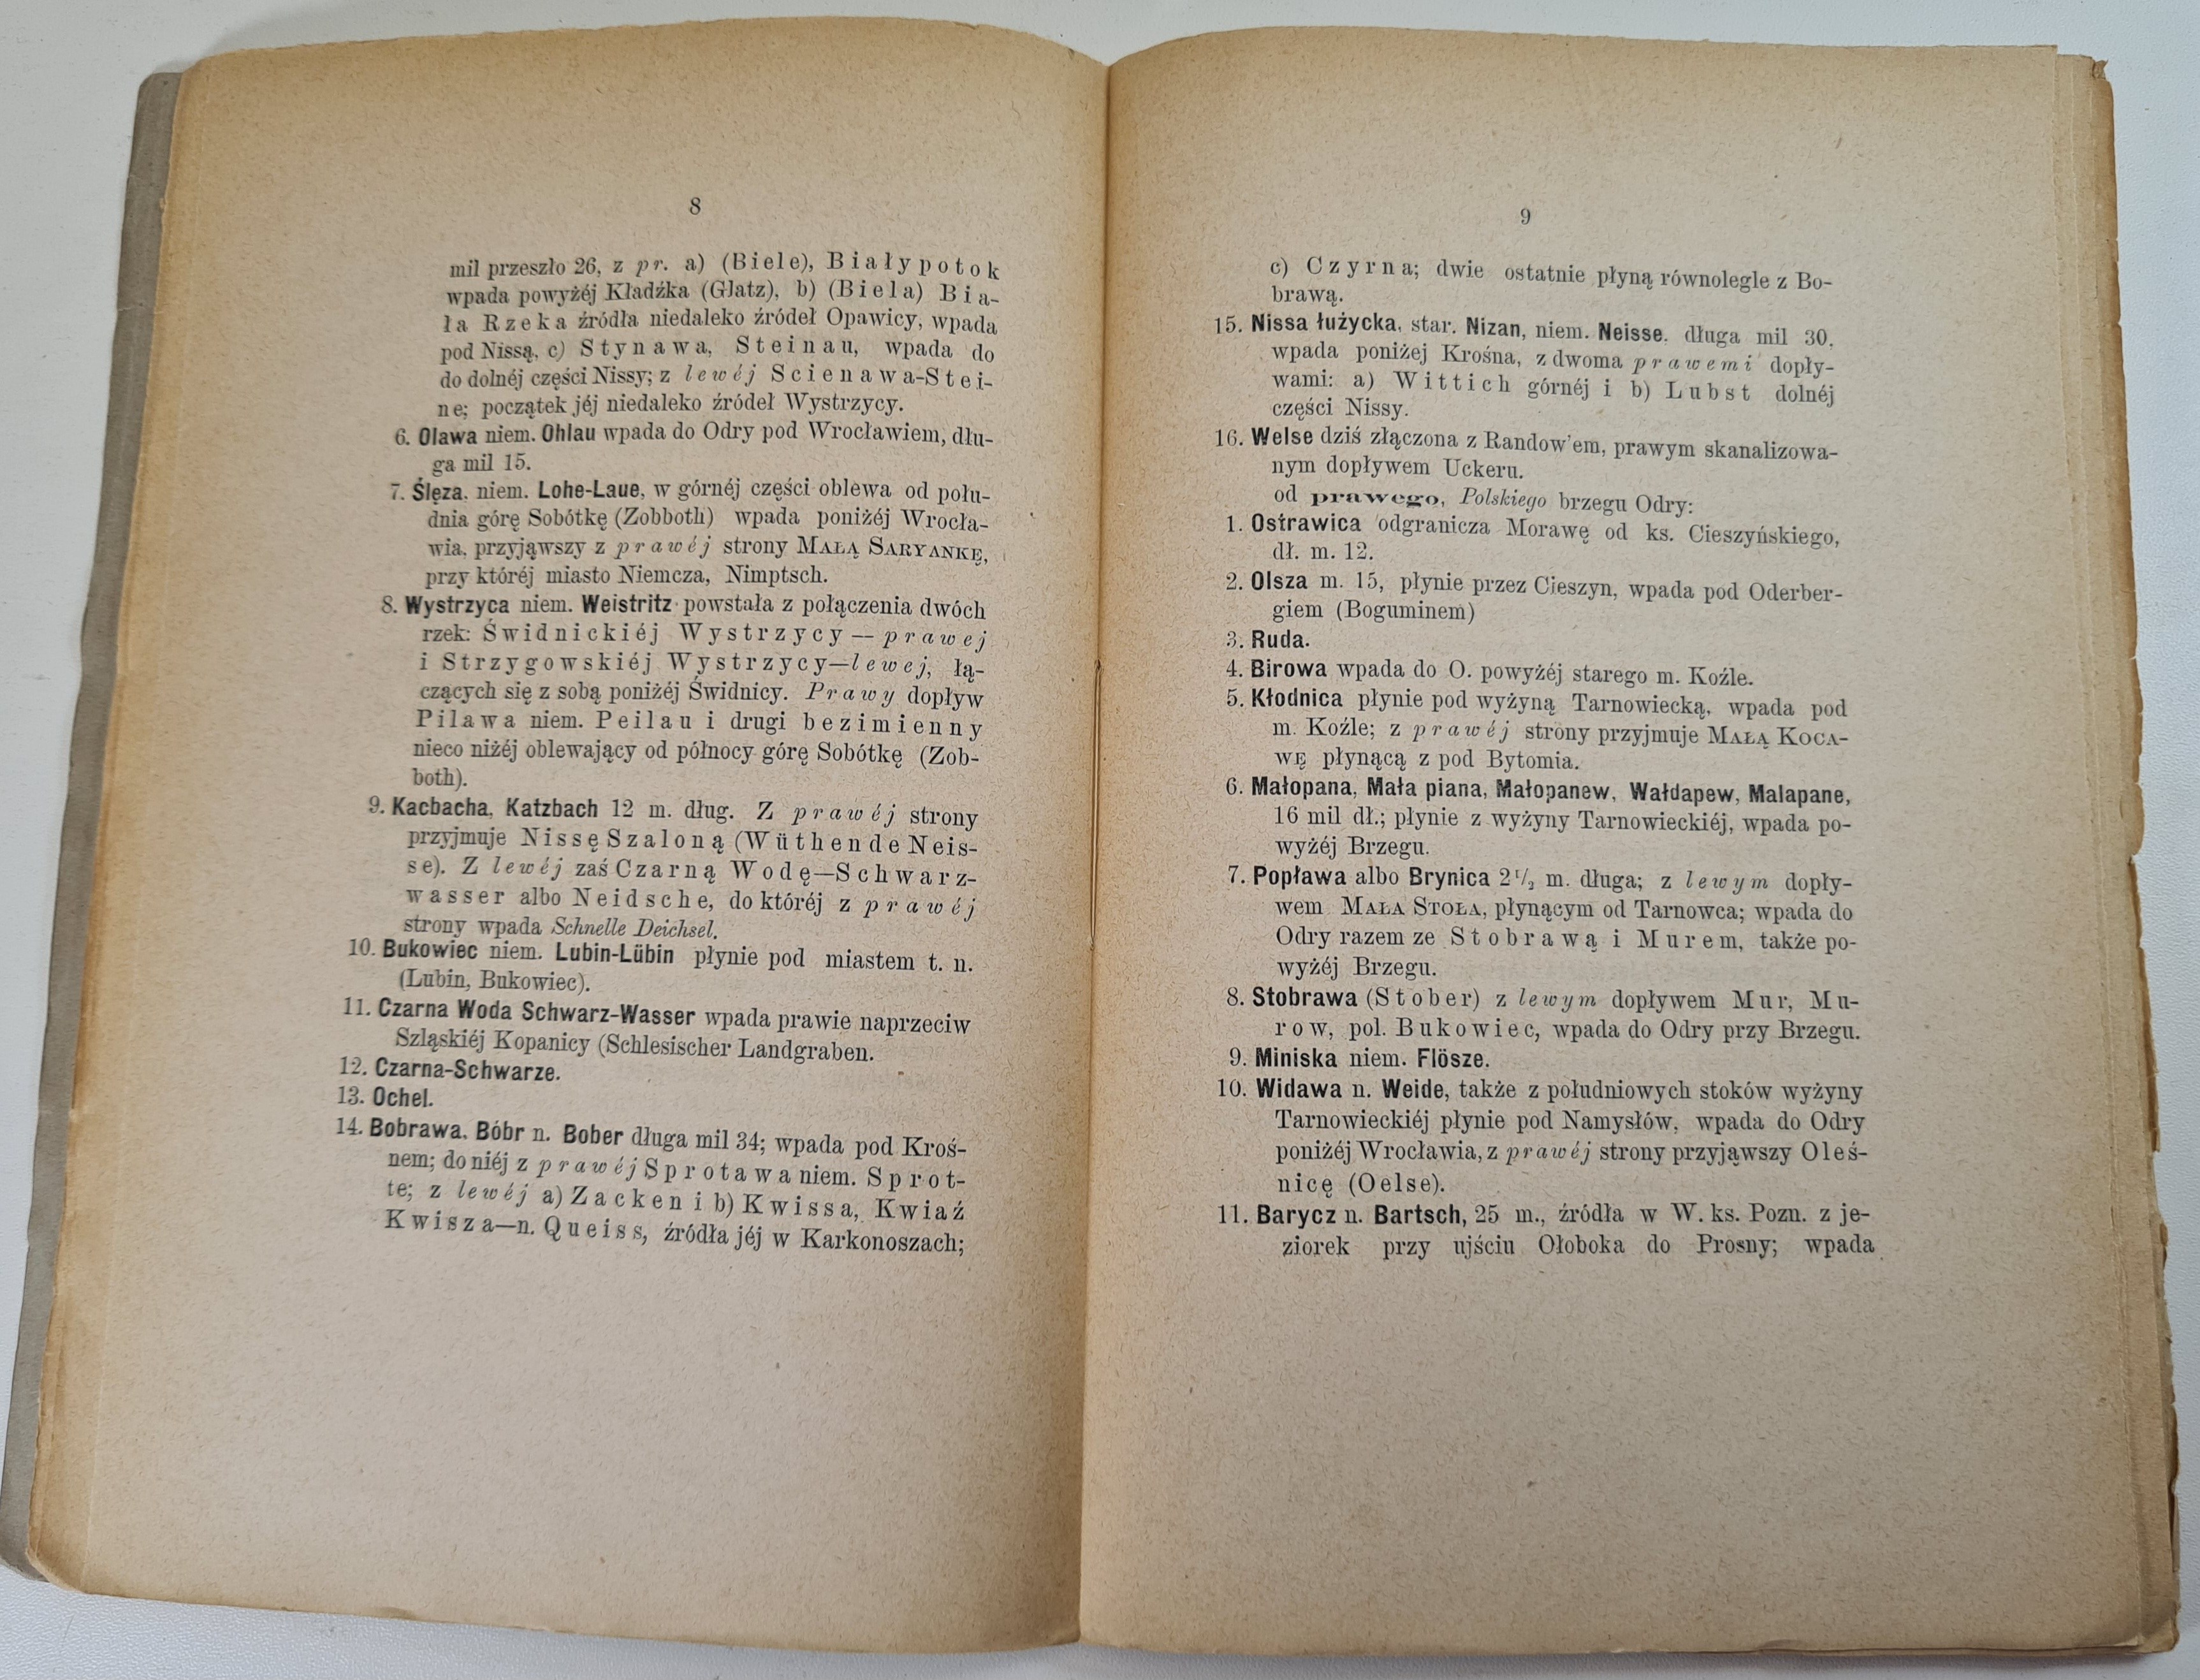 8
mil przeszło 26, z pr. a) (Biele), Białypotok
wpada powyżéj Kładźka (Glatz), b) (Biela) Bia-
ła Rzeka źródła niedaleko źródeł Opawicy, wpada
pod Nissą, c) Stynawa, Steinau, wpada do
do dolnéj części Nissy; z lewéj Scienawa-Stei-
ne; początek jéj niedaleko źródeł Wystrzycy.
6. Olawa niem. Ohlau wpada do Odry pod Wrocławiem, dłu-
ga mil 15.
7. Ślęza, niem. Lohe-Laue, w górnéj części oblewa od połu-
dnia górę Sobótkę (Zobboth) wpada poniżéj Wrocła-
wia, przyjąwszy z prawéj strony Małą Saryankę,
przy któréj miasto Niemcza, Nimptsch.
8. Wystrzyca niem. Weistritz powstała z połączenia dwóch
rzek: Świdnickiéj Wystrzycy — prawej
i Strzygowskiéj Wystrzycy—lewej, łą-
czących się z sobą poniżéj Świdnicy. Prawy dopływ
Pilawa niem. Peilau i drugi bezimienny
nieco niżéj oblewający od północy górę Sobótkę (Zob-
both).
9. Kacbacha, Katzbach 12 m. dług. Z prawéj strony
przyjmuje Nissę Szaloną (Wüthende Neis-
se). Z lewéj zaś Czarną Wodę—Schwarz-
wasser albo Neidsche, do któréj z prawéj
strony wpada Schnelle Deichsel.
10. Bukowiec niem. Lubin-Lübin płynie pod miastem t. n.
(Lubin, Bukowiec).
11. Czarna Woda Schwarz-Wasser wpada prawie naprzeciw
Szląskiéj Kopanicy (Schlesischer Landgraben.
12. Czarna-Schwarze.
13. Ochel.
14. Bobrawa, Bóbr n. Bober długa mil 34; wpada pod Kroś-
nem; do niéj z prawéj Sprotawa niem. Sprot-
te; z lewéj a) Zacken i b) Kwissa, Kwiaź
Kwisza—n. Queiss, źródła jéj w Karkonoszach;
9
c) Czyrna; dwie ostatnie płyną równolegle z Bo-
brawą.
15. Nissa łużycka, star. Nizan, niem. Neisse. długa mil 30,
wpada poniżej Krośna, z dwoma prawemi dopły-
wami: a) Wittich górnéj i b) Lubst dolnéj
części Nissy.
16. Welse dziś złączona z Randow'em, prawym skanalizowa-
nym dopływem Uckeru.
od prawego, Polskiego brzegu Odry:
1. Ostrawica odgranicza Morawę od ks. Cieszyńskiego,
dł. m. 12.
2. Olsza m. 15, płynie przez Cieszyn, wpada pod Oderber-
giem (Boguminem)
3. Ruda.
4. Birowa wpada do O. powyżéj starego m. Koźle.
5. Kłodnica płynie pod wyżyną Tarnowiecką, wpada pod
m. Koźle; z prawéj strony przyjmuje Małą Koca-
wę płynącą z pod Bytomia.
6. Małopana, Mała piana, Małopanew, Wałdapew, Malapane,
16 mil dł.; płynie z wyżyny Tarnowieckiéj, wpada po-
wyżéj Brzegu.
7. Popława albo Brynica 2 1/2 m. długa; z lewym dopły-
wem Mała Stoła, płynącym od Tarnowca; wpada do
Odry razem ze Stobrawą i Murem, także po-
wyżéj Brzegu.
8. Stobrawa (Stober) z lewym dopływem Mur, Mu-
row, pol. Bukowiec, wpada do Odry przy Brzegu.
9. Miniska niem. Flösze.
10. Widawa n. Weide, także z południowych stoków wyżyny
Tarnowieckiéj płynie pod Namysłów, wpada do Odry
poniżéj Wrocławia, z prawéj strony przyjąwszy Oleś-
nicę (Oelse).
11. Barycz n. Bartsch, 25 m., źródła w W. ks. Pozn. z je-
ziorek przy ujściu Ołoboka do Prosny; wpada